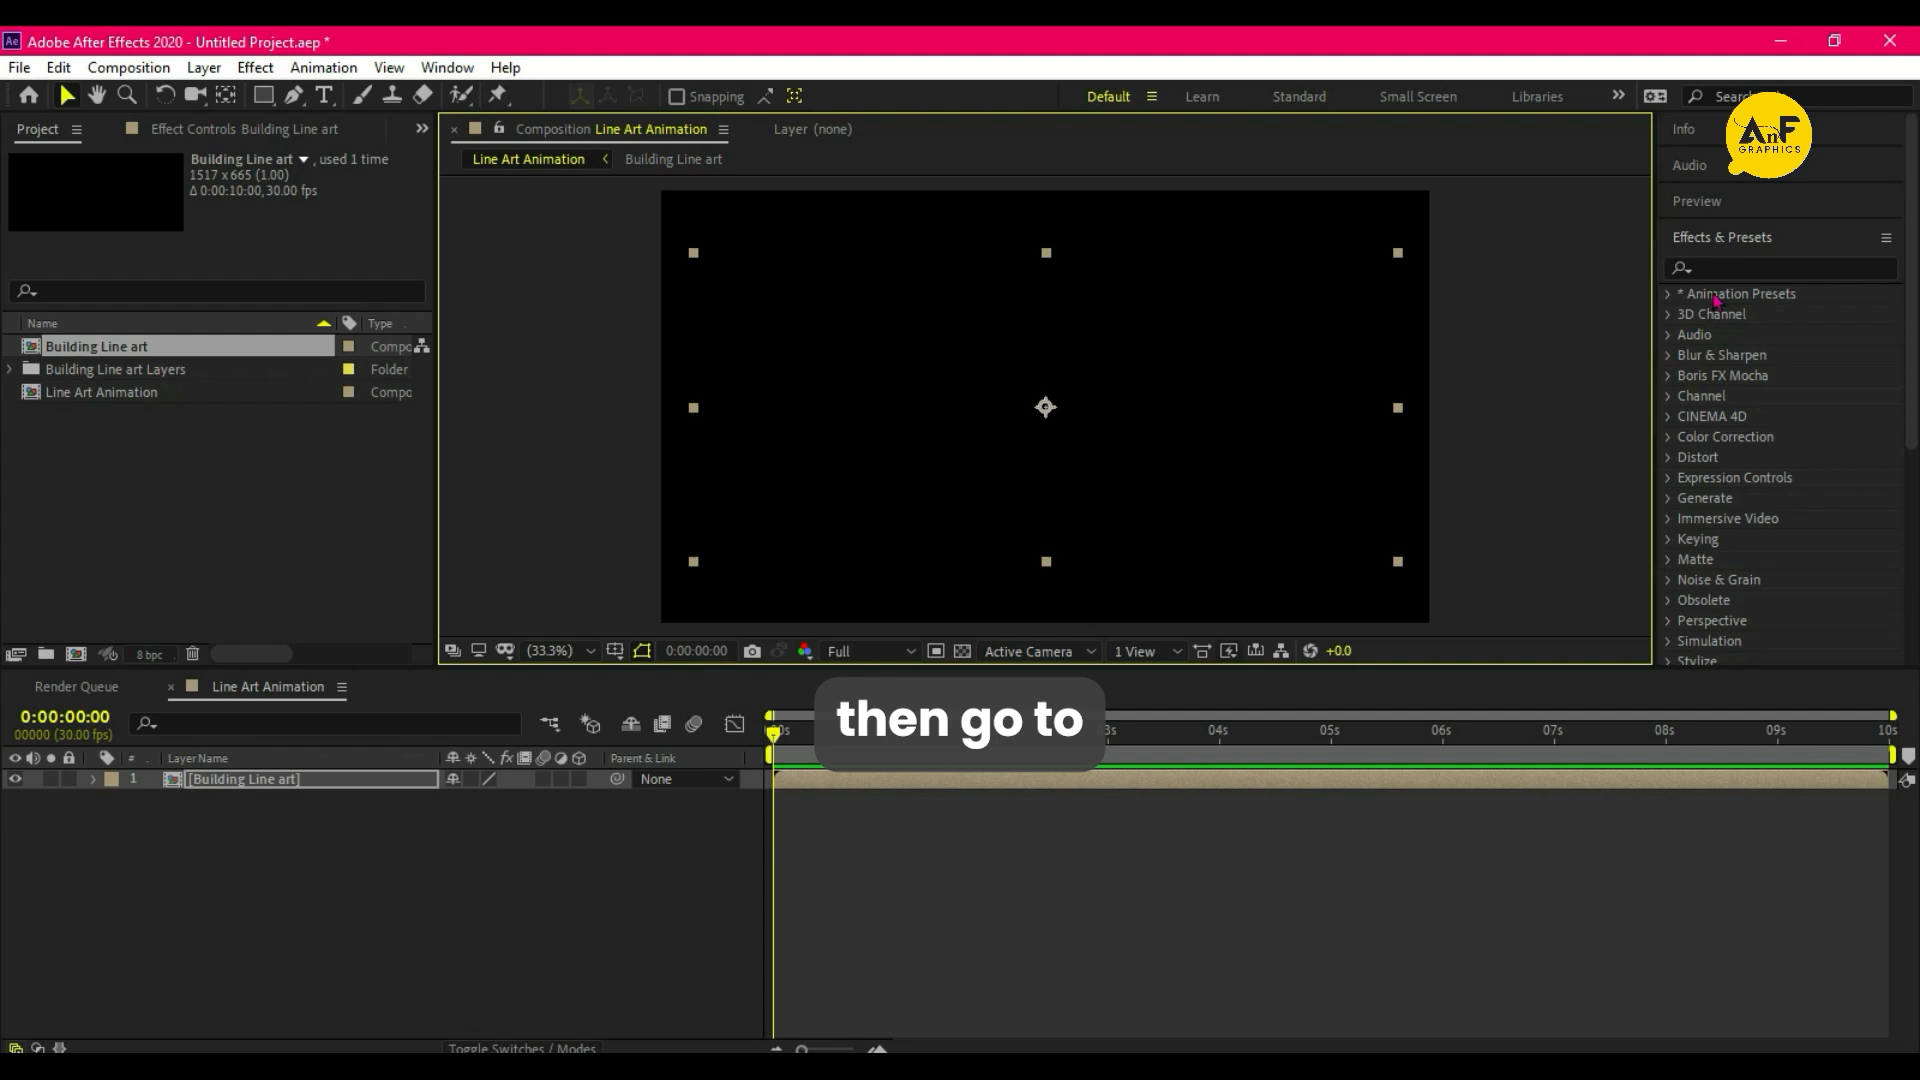 Ae Adobe After Effects 2020 - Untitled Project.aep *
File Edit Composition Layer Effect Animation View Window Help
Snapping Default Learn Standard Small Screen Libraries
AnF
GRAPHICS
Project Effect Controls Building Line art
Composition Line Art Animation Layer (none)
Line Art Animation Building Line art
Building Line art , used 1 time
1517 x 665 (1.00)
Δ 0:00:10:00, 30.00 fps
Name Type
Building Line art Compo
Building Line art Layers Folder
Line Art Animation Compo
8 bpc
(33.3%) 0:00:00:00 Full Active Camera 1 View +0.0
Info
Audio
Preview
Effects & Presets
* Animation Presets
3D Channel
Audio
Blur & Sharpen
Boris FX Mocha
Channel
CINEMA 4D
Color Correction
Distort
Expression Controls
Generate
Immersive Video
Keying
Matte
Noise & Grain
Obsolete
Perspective
Simulation
Stylize
Render Queue Line Art Animation
0:00:00:00
00000 (30.00 fps)
# Layer Name fx Parent & Link
1 [Building Line art] None
04s 05s 06s 07s 08s 09s 10s
then go to
Toggle Switches / Modes